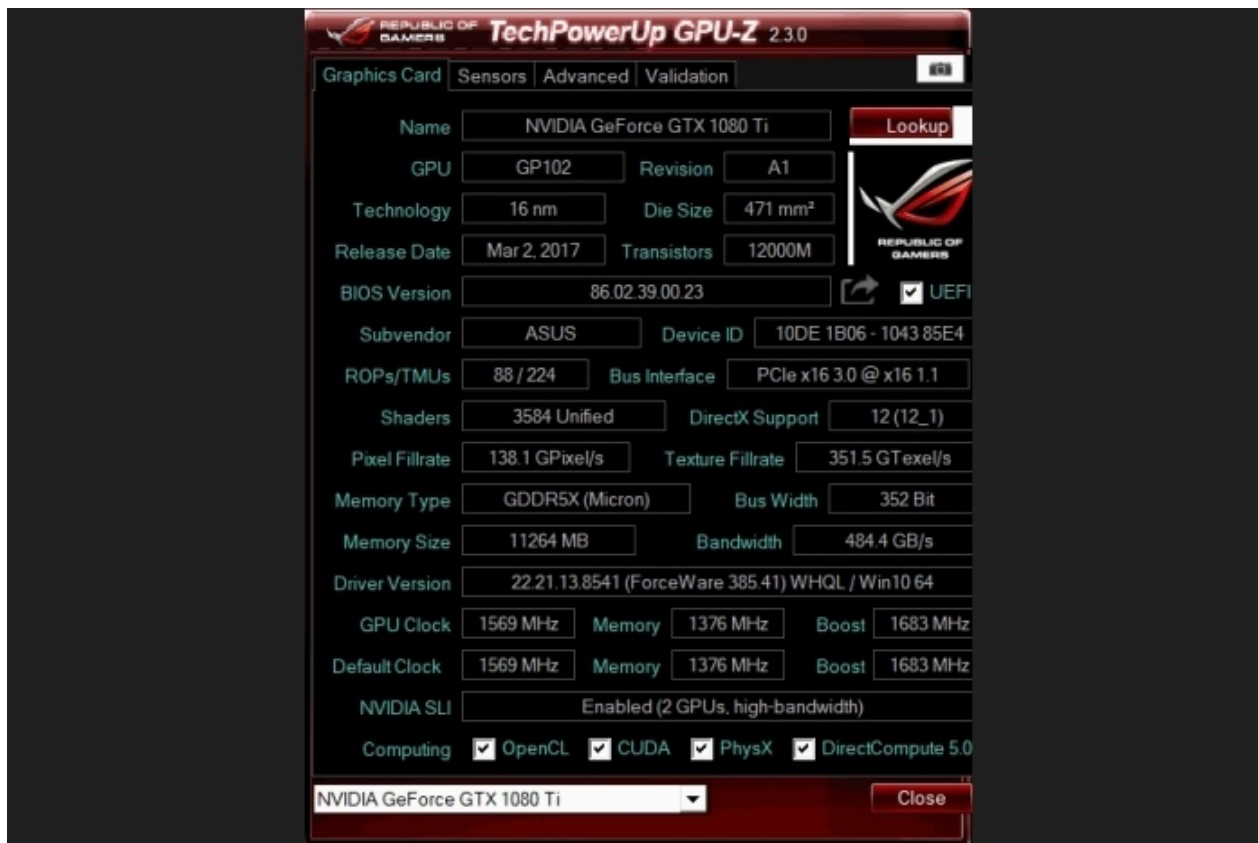 REPUBLIC OF GAMERS TechPowerUp GPU-Z 2.3.0
Graphics Card Sensors Advanced Validation
Name NVIDIA GeForce GTX 1080 Ti Lookup
GPU GP102 Revision A1
Technology 16 nm Die Size 471 mm²
REPUBLIC OF
GAMERS
Release Date Mar 2, 2017 Transistors 12000M
BIOS Version 86.02.39.00.23 UEFI
Subvendor ASUS Device ID 10DE 1B06 - 1043 85E4
ROPs/TMUs 88 / 224 Bus Interface PCIe x16 3.0 @ x16 1.1
Shaders 3584 Unified DirectX Support 12 (12_1)
Pixel Fillrate 138.1 GPixel/s Texture Fillrate 351.5 GTexel/s
Memory Type GDDR5X (Micron) Bus Width 352 Bit
Memory Size 11264 MB Bandwidth 484.4 GB/s
Driver Version 22.21.13.8541 (ForceWare 385.41) WHQL / Win10 64
GPU Clock 1569 MHz Memory 1376 MHz Boost 1683 MHz
Default Clock 1569 MHz Memory 1376 MHz Boost 1683 MHz
NVIDIA SLI Enabled (2 GPUs, high-bandwidth)
Computing OpenCL CUDA PhysX DirectCompute 5.0
NVIDIA GeForce GTX 1080 Ti Close